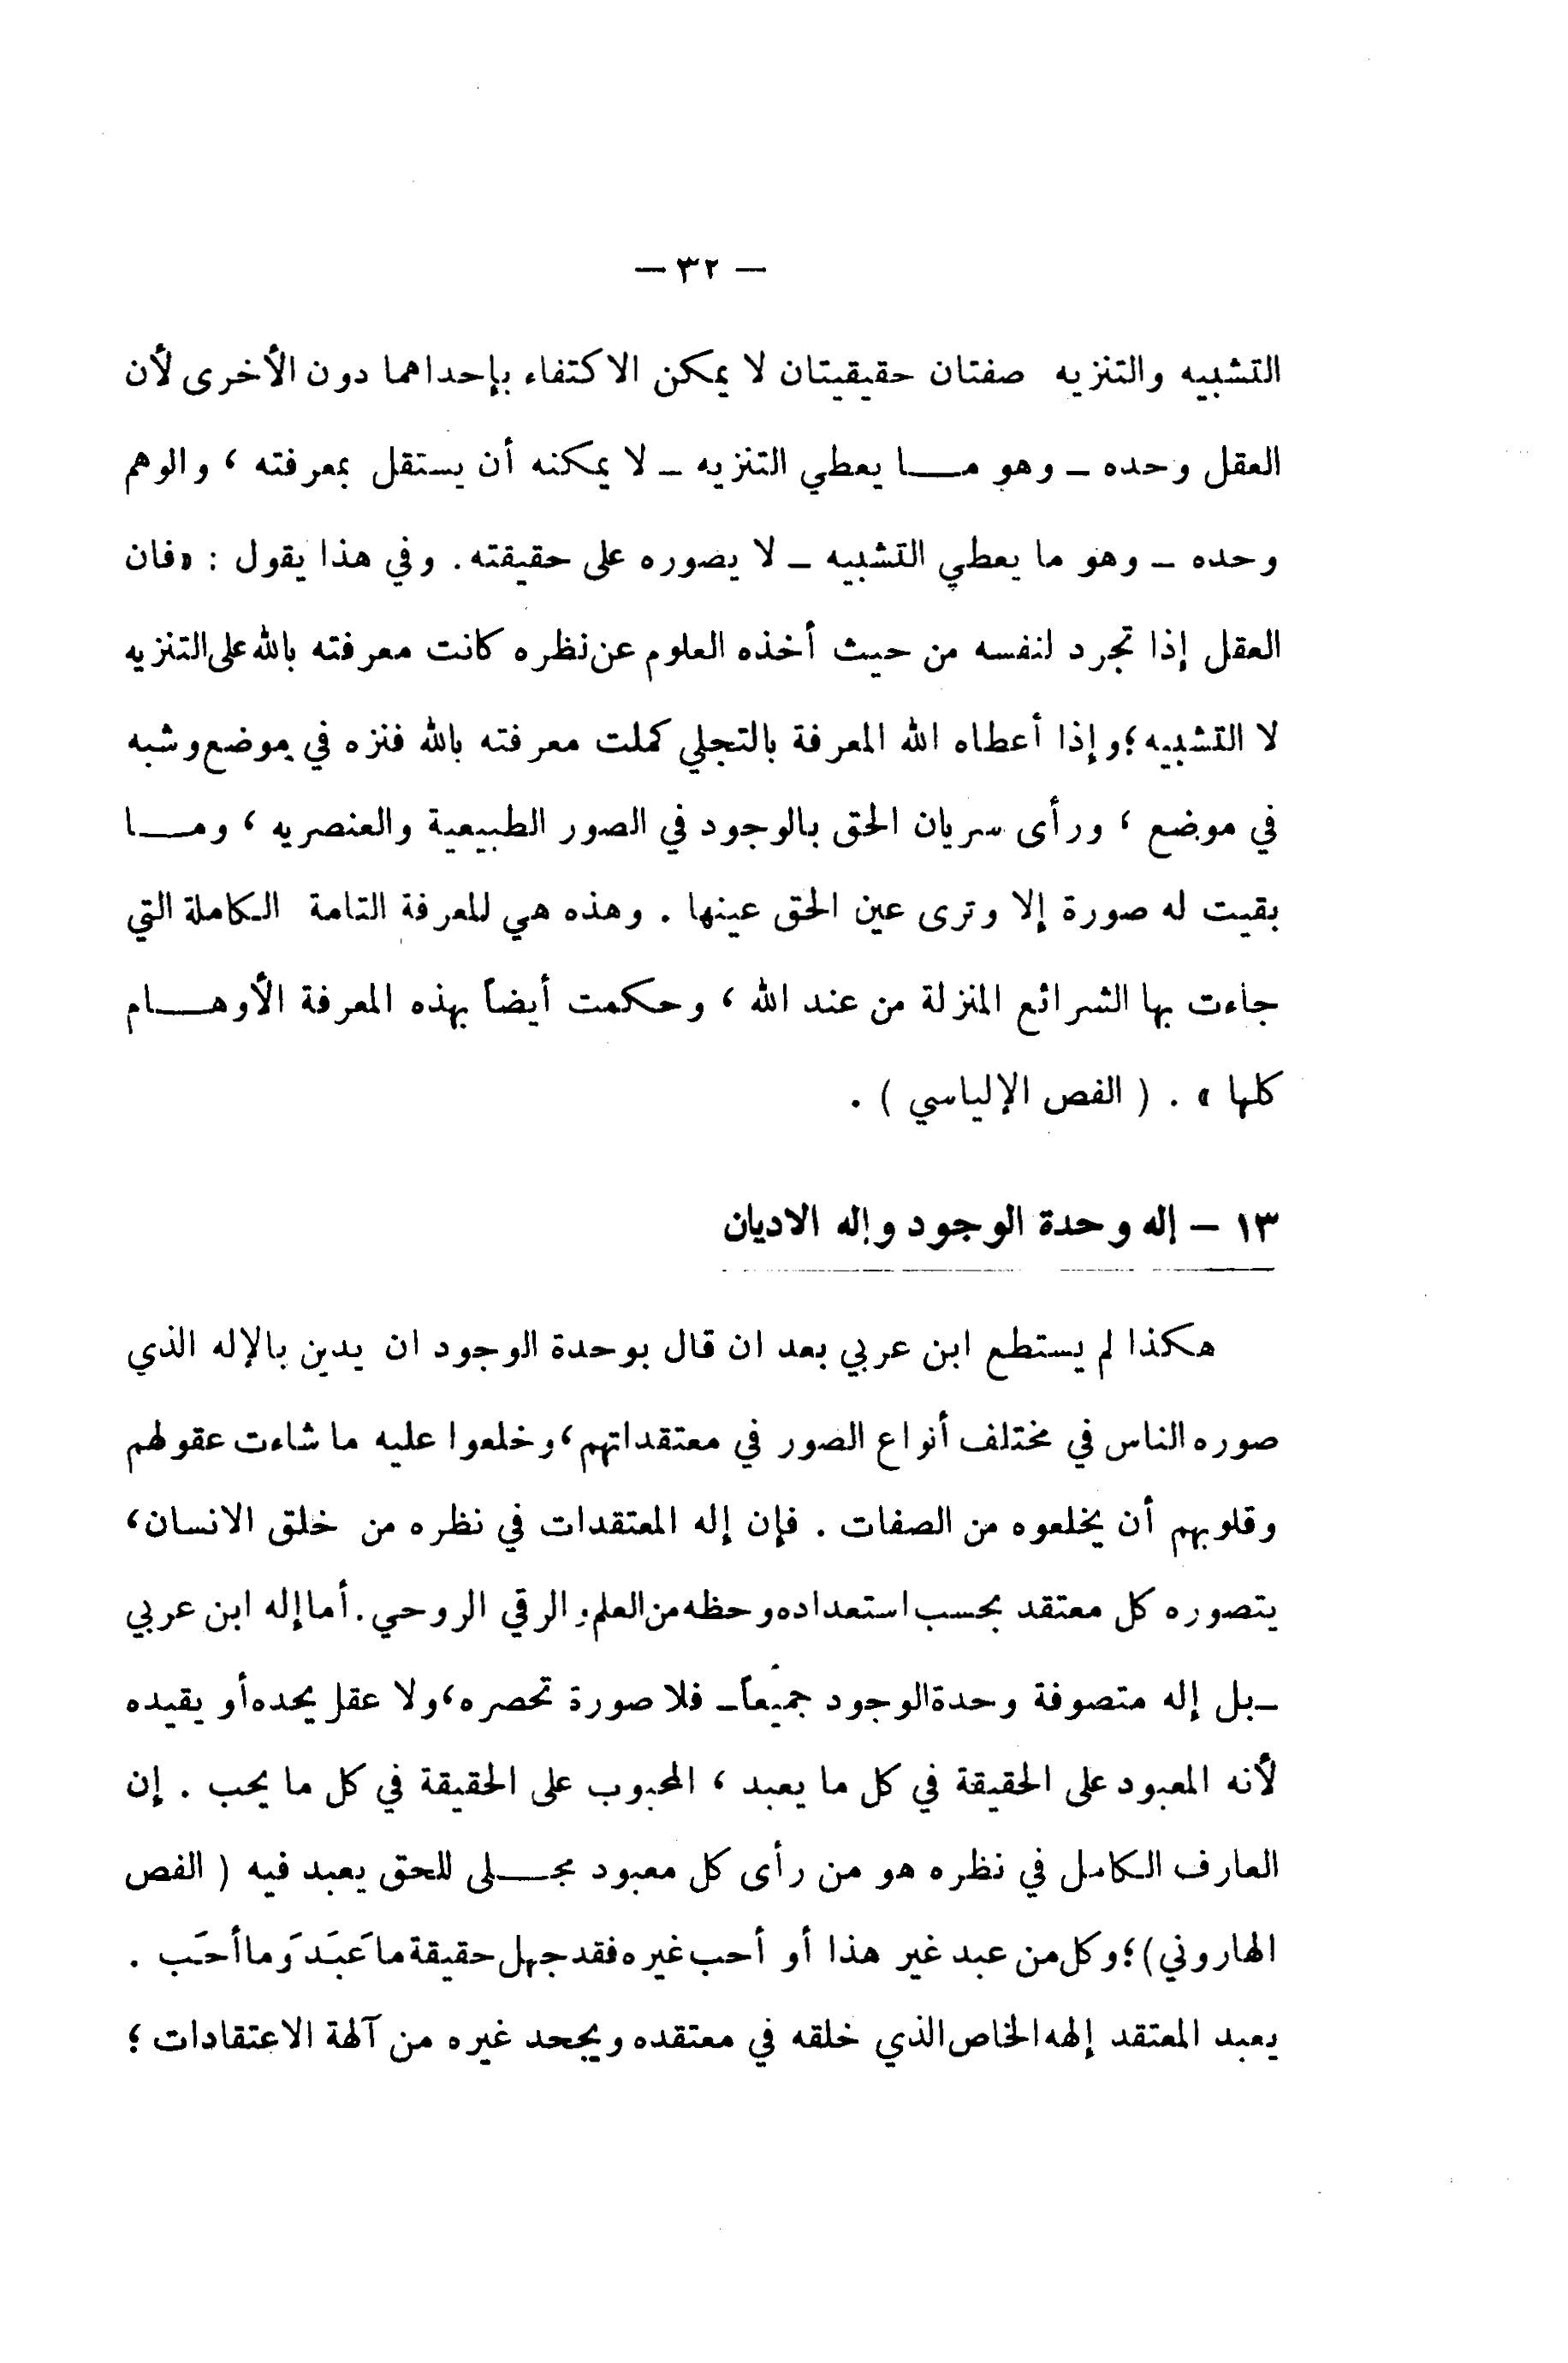 — ٣٢ —
التشبيه والتنزيه صفتان حقيقيتان لا يمكن الاكتفاء بإحداهما دون الأخرى لأن
العقل وحده – وهو مـــا يعطي التنزيه – لا يمكنه أن يستقل بمعرفته ، والوهم
وحده – وهو ما يعطي التشبيه – لا يصوره على حقيقته . وفي هذا يقول : «فان
العقل إذا تجرد لنفسه من حيث أخذه العلوم عن نظره كانت معرفته بالله على التنزيه
لا التشبيه ؛ وإذا أعطاه الله المعرفة بالتجلي كملت معرفته بالله فنزه في موضع وشبه
في موضع ، ورأى سريان الحق بالوجود في الصور الطبيعية والعنصريه ، ومـــا
بقيت له صورة إلا وترى عين الحق عينها . وهذه هي المعرفة التامة الكاملة التي
جاءت بها الشرائع المنزلة من عند الله ، وحكمت أيضاً بهذه المعرفة الأوهـــام
كلها » . ( الفص الإلياسي ) .
١٣ – إله وحدة الوجود وإله الاديان
هكذا لم يستطع ابن عربي بعد ان قال بوحدة الوجود ان يدين بالإله الذي
صوره الناس في مختلف أنواع الصور في معتقداتهم ، وخلعوا عليه ما شاءت عقولهم
وقلوبهم أن يخلعوه من الصفات . فإن إله المعتقدات في نظره من خلق الانسان ،
يتصوره كل معتقد بحسب استعداده وحظه من العلم والرقي الروحي . أما إله ابن عربي
–بل إله متصوفة وحدة الوجود جميعاً– فلا صورة تحصره ، ولا عقل يحده أو يقيده
لأنه المعبود على الحقيقة في كل ما يعبد ، المحبوب على الحقيقة في كل ما يحب . إن
العارف الكامل في نظره هو من رأى كل معبود مجـــلى للحق يعبد فيه ( الفص
الهاروني ) ؛ وكل من عبد غير هذا أو أحب غيره فقد جهل حقيقة ما عَبَدَ وما أحَب .
يعبد المعتقد إلهه الخاص الذي خلقه في معتقده ويجحد غيره من آلهة الاعتقادات ؛